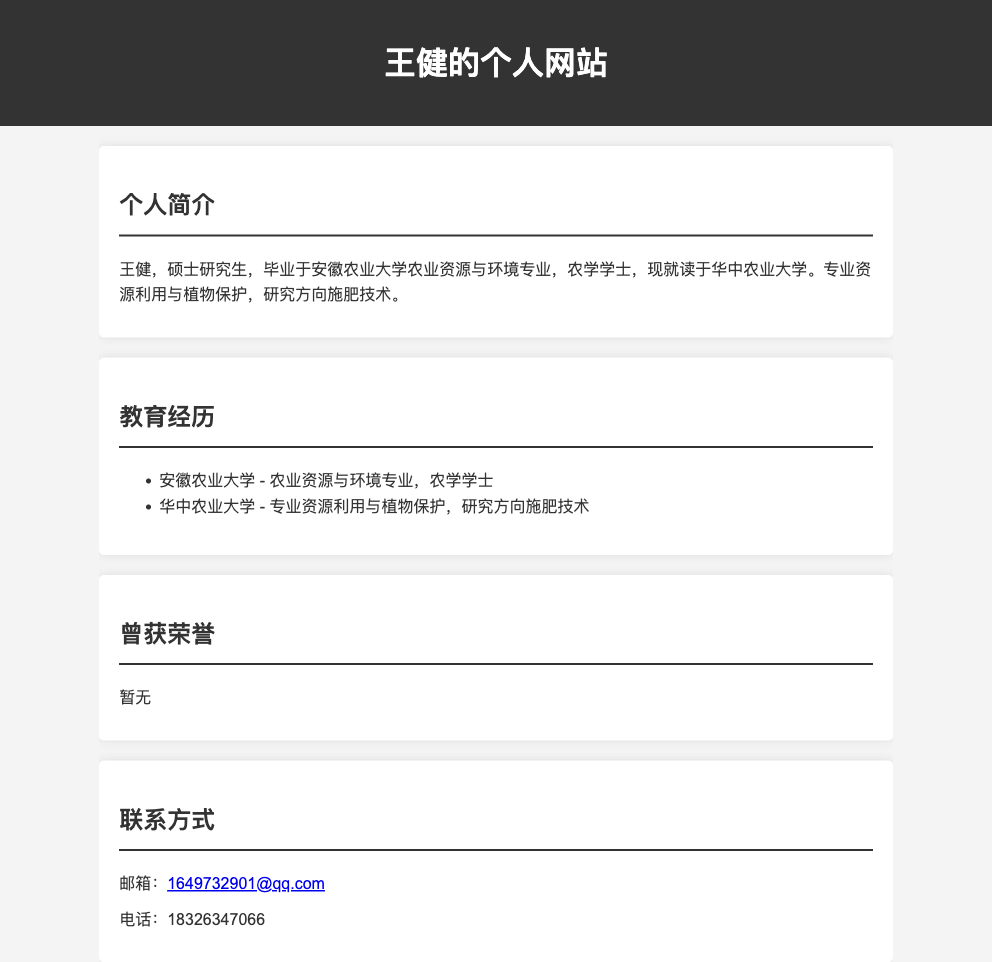 王健的个人网站
个人简介
王健，硕士研究生，毕业于安徽农业大学农业资源与环境专业，农学学士，现就读于华中农业大学。专业资
源利用与植物保护，研究方向施肥技术。
教育经历
• 安徽农业大学 - 农业资源与环境专业，农学学士
• 华中农业大学 - 专业资源利用与植物保护，研究方向施肥技术
曾获荣誉
暂无
联系方式
邮箱：1649732901@qq.com
电话：18326347066